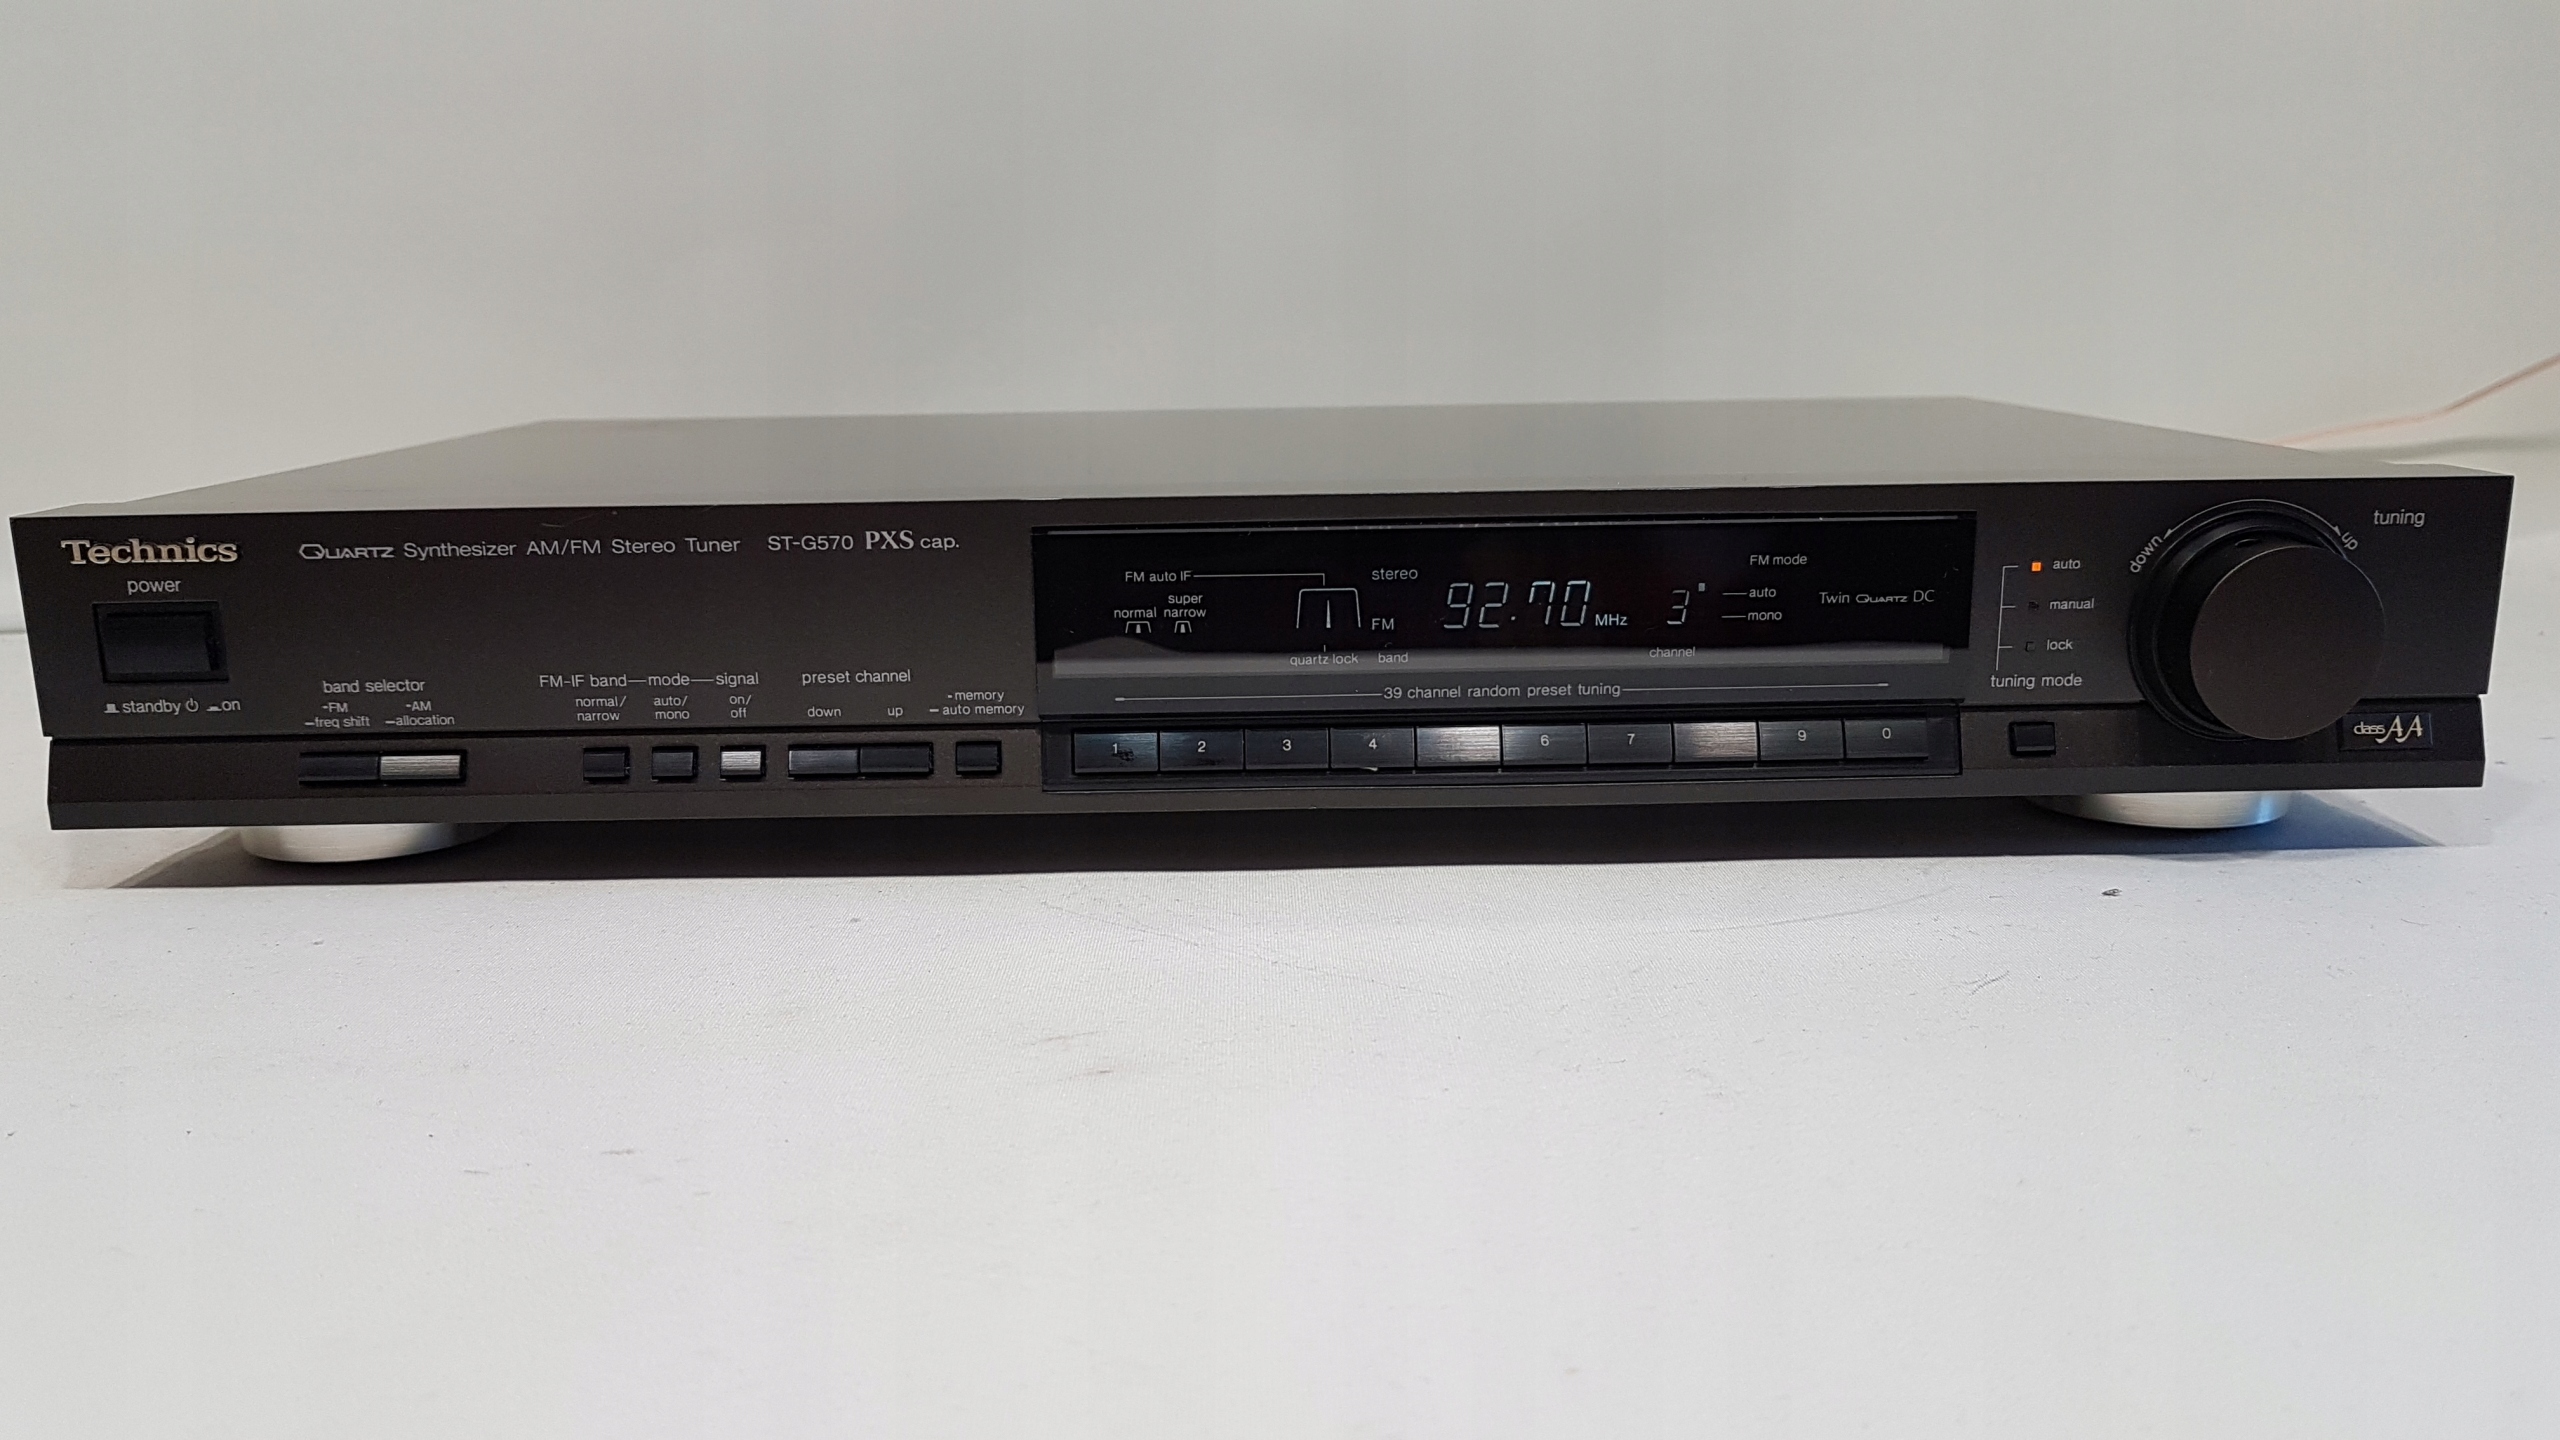 Technics
QUARTZ Synthesizer AM/FM Stereo Tuner ST-G570 PXS cap.
power
standby on
band selector
-FM -AM
-freq shift -allocation
FM-IF band—mode—signal
normal/ auto/ on/
narrow mono off
preset channel
down up
-memory
-auto memory
FM auto IF
super
normal narrow
stereo
FM
92.70 MHz
3
quartz lock band
channel
FM mode
auto
mono
Twin QUARTZ DC
39 channel random preset tuning
1 2 3 4 6 7 9 0
auto
manual
lock
tuning mode
down up
tuning
class AA